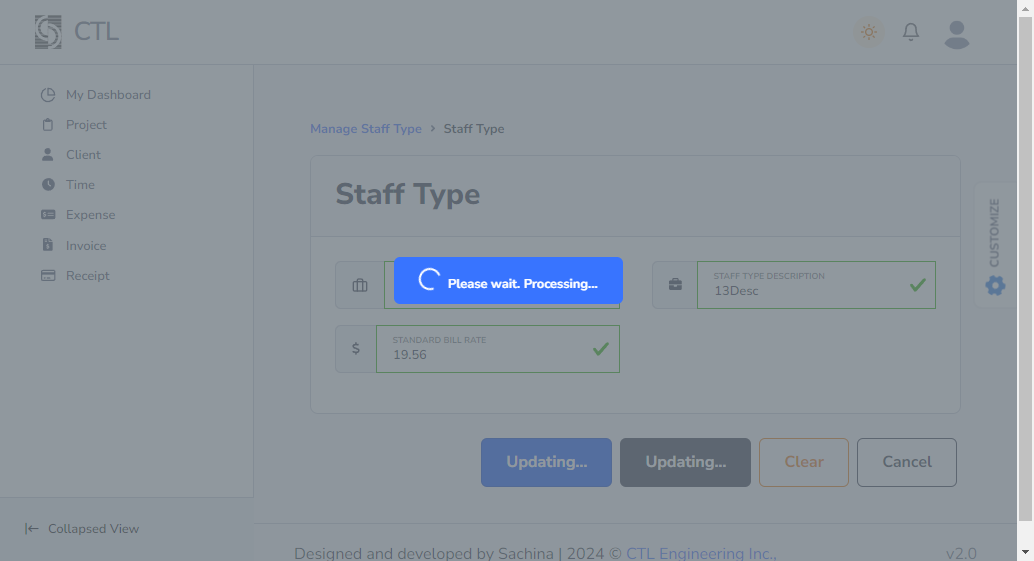 CTL
My Dashboard
Project
Client
Time
Expense
Invoice
Receipt
Collapsed View
Manage Staff Type > Staff Type
Staff Type
Please wait. Processing...
STAFF TYPE DESCRIPTION
13Desc
$
STANDARD BILL RATE
19.56
Updating...
Updating...
Clear
Cancel
CUSTOMIZE
Designed and developed by Sachina | 2024 © CTL Engineering Inc.,
v2.0